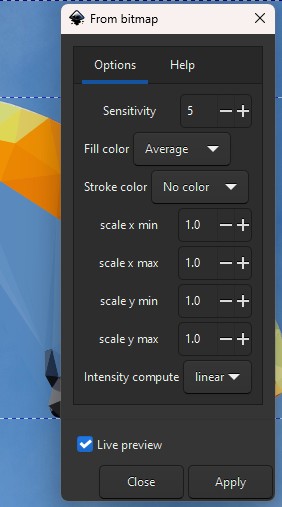 From bitmap
Options Help
Sensitivity 5
Fill color Average
Stroke color No color
scale x min 1.0
scale x max 1.0
scale y min 1.0
scale y max 1.0
Intensity compute linear
Live preview
Close Apply